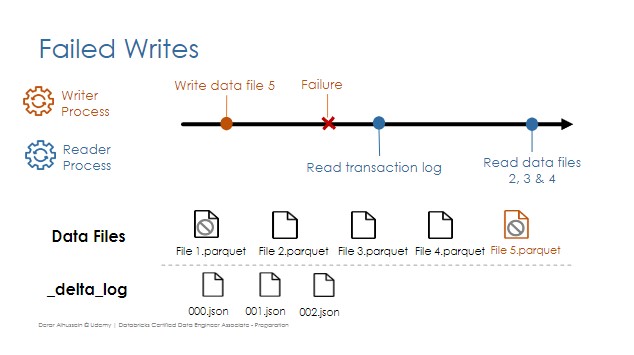 Failed Writes
Writer
Process
Write data file 5
Failure
Reader
Process
Read transaction log
Read data files
2, 3 & 4
Data Files
File 1.parquet
File 2.parquet
File 3.parquet
File 4.parquet
File 5.parquet
_delta_log
000.json
001.json
002.json
Derar Alhussein © Udemy | Databricks Certified Data Engineer Associate - Preparation